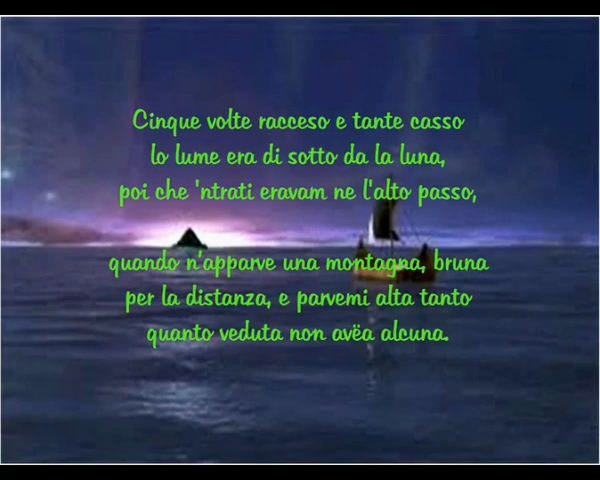 Cinque volte racceso e tante casso
lo lume era di sotto da la luna,
poi che 'ntrati eravam ne l'alto passo,
quando n'apparve una montagna, bruna
per la distanza, e parvemi alta tanto
quanto veduta non avëa alcuna.